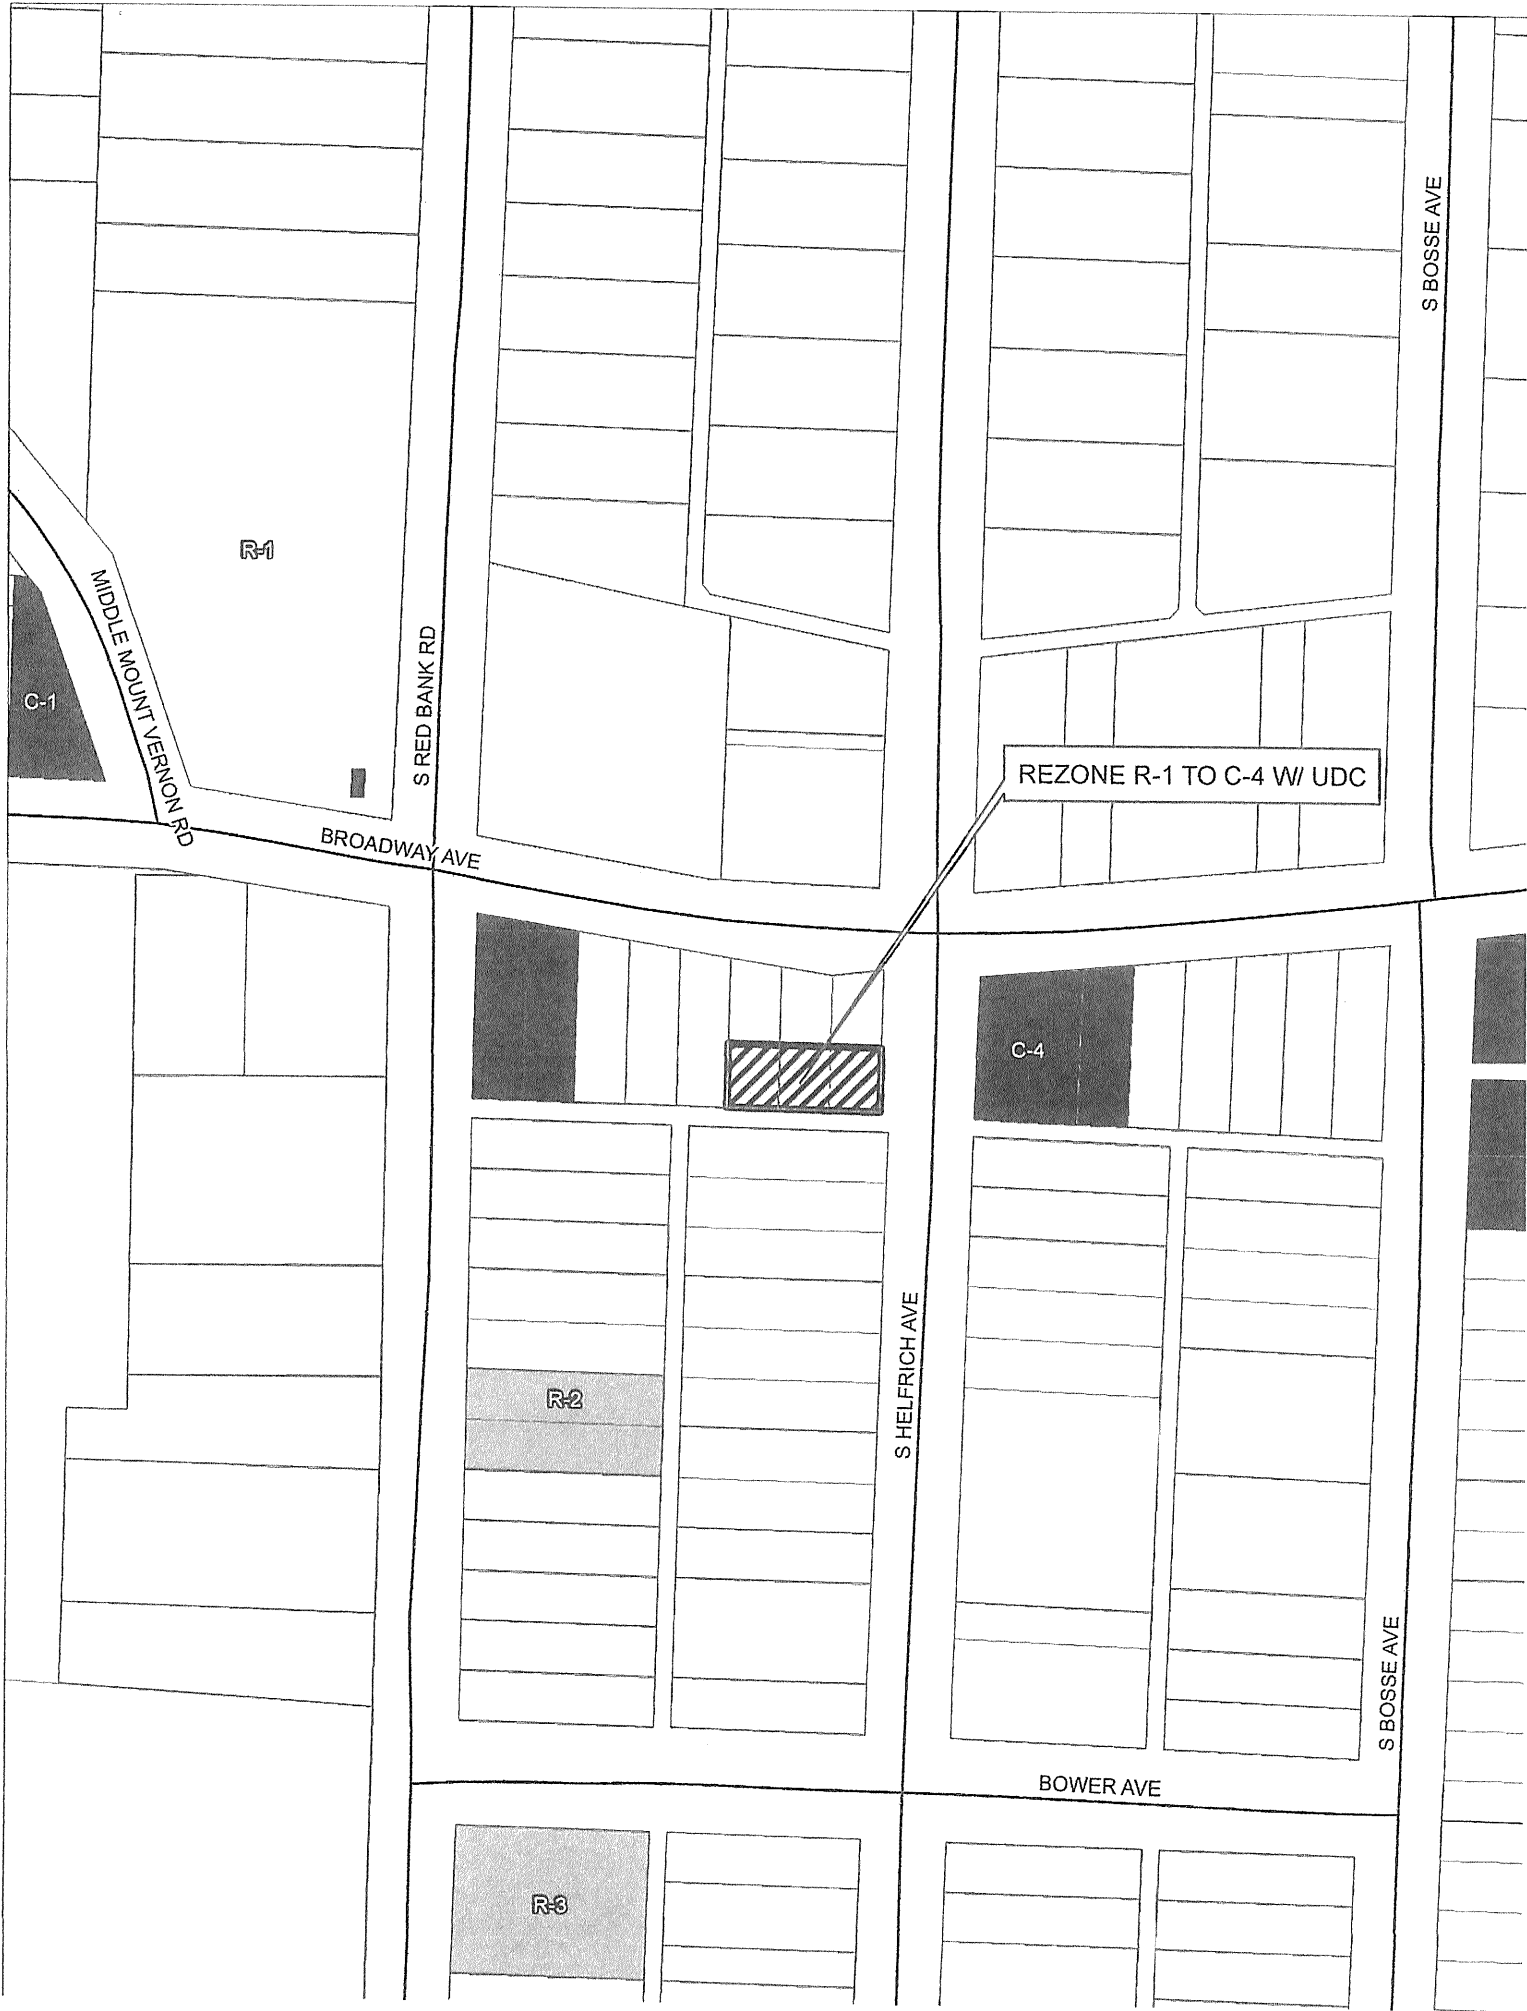 S BOSSE AVE
R-1
MIDDLE MOUNT VERNON RD
S RED BANK RD
C-1
REZONE R-1 TO C-4 W/ UDC
BROADWAY AVE
C-4
S HELFRICH AVE
R-2
S BOSSE AVE
BOWER AVE
R-3